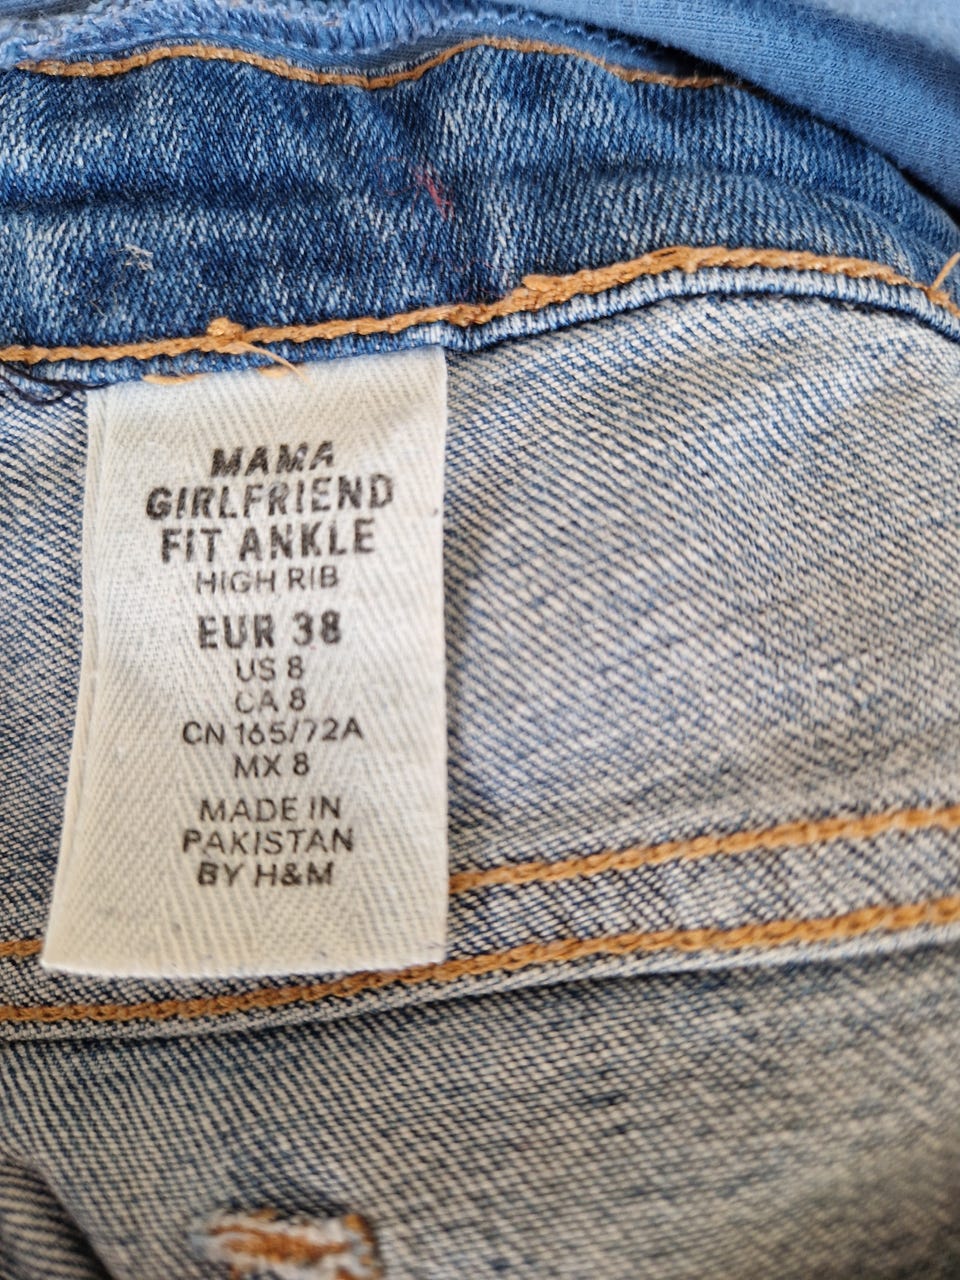 MAMA
GIRLFRIEND
FIT ANKLE
HIGH RIB
EUR 38
US 8
CA 8
CN 165/72A
MX 8
MADE IN
PAKISTAN
BY H&M